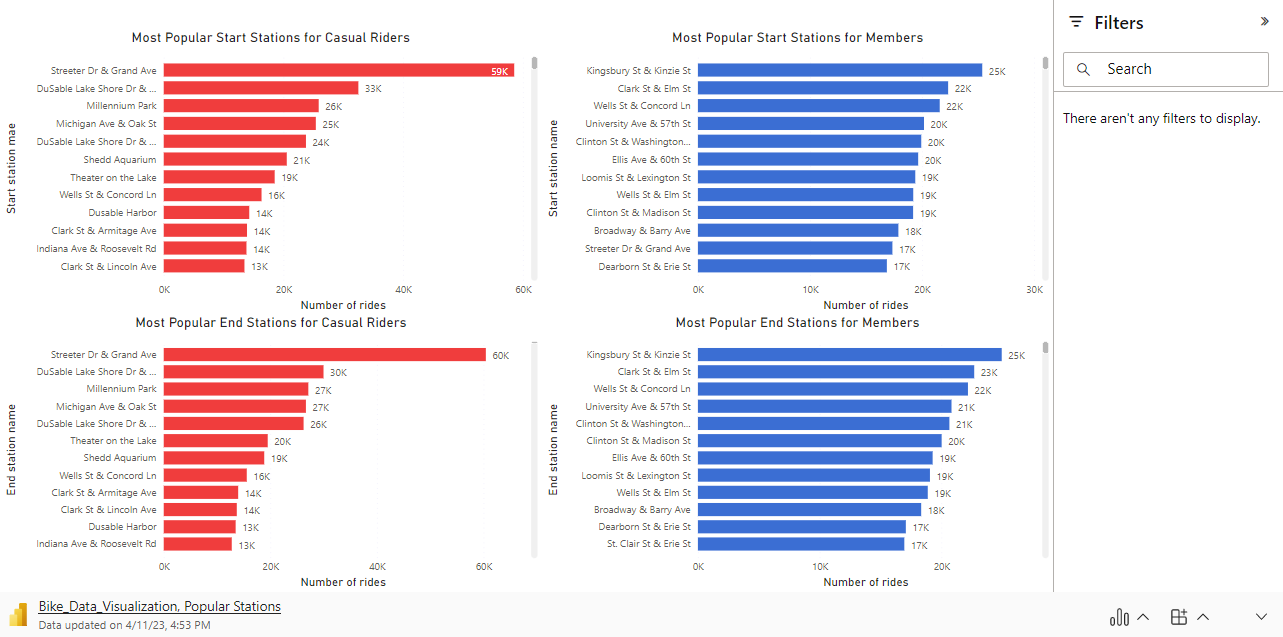 Most Popular Start Stations for Casual Riders
Start station mae
Streeter Dr & Grand Ave 59K
DuSable Lake Shore Dr & ... 33K
Millennium Park 26K
Michigan Ave & Oak St 25K
DuSable Lake Shore Dr & ... 24K
Shedd Aquarium 21K
Theater on the Lake 19K
Wells St & Concord Ln 16K
Dusable Harbor 14K
Clark St & Armitage Ave 14K
Indiana Ave & Roosevelt Rd 14K
Clark St & Lincoln Ave 13K
0K 20K 40K 60K
Number of rides
Most Popular Start Stations for Members
Start station name
Kingsbury St & Kinzie St 25K
Clark St & Elm St 22K
Wells St & Concord Ln 22K
University Ave & 57th St 20K
Clinton St & Washington... 20K
Ellis Ave & 60th St 20K
Loomis St & Lexington St 19K
Wells St & Elm St 19K
Clinton St & Madison St 19K
Broadway & Barry Ave 18K
Streeter Dr & Grand Ave 17K
Dearborn St & Erie St 17K
0K 10K 20K 30K
Number of rides
Most Popular End Stations for Casual Riders
End station name
Streeter Dr & Grand Ave 60K
DuSable Lake Shore Dr & ... 30K
Millennium Park 27K
Michigan Ave & Oak St 27K
DuSable Lake Shore Dr & ... 26K
Theater on the Lake 20K
Shedd Aquarium 19K
Wells St & Concord Ln 16K
Clark St & Armitage Ave 14K
Clark St & Lincoln Ave 14K
Dusable Harbor 13K
Indiana Ave & Roosevelt Rd 13K
0K 20K 40K 60K
Number of rides
Most Popular End Stations for Members
End station name
Kingsbury St & Kinzie St 25K
Clark St & Elm St 23K
Wells St & Concord Ln 22K
University Ave & 57th St 21K
Clinton St & Washington... 21K
Clinton St & Madison St 20K
Ellis Ave & 60th St 19K
Loomis St & Lexington St 19K
Wells St & Elm St 19K
Broadway & Barry Ave 18K
Dearborn St & Erie St 17K
St. Clair St & Erie St 17K
0K 10K 20K
Number of rides
Filters
Search
There aren't any filters to display.
Bike_Data_Visualization, Popular Stations
Data updated on 4/11/23, 4:53 PM